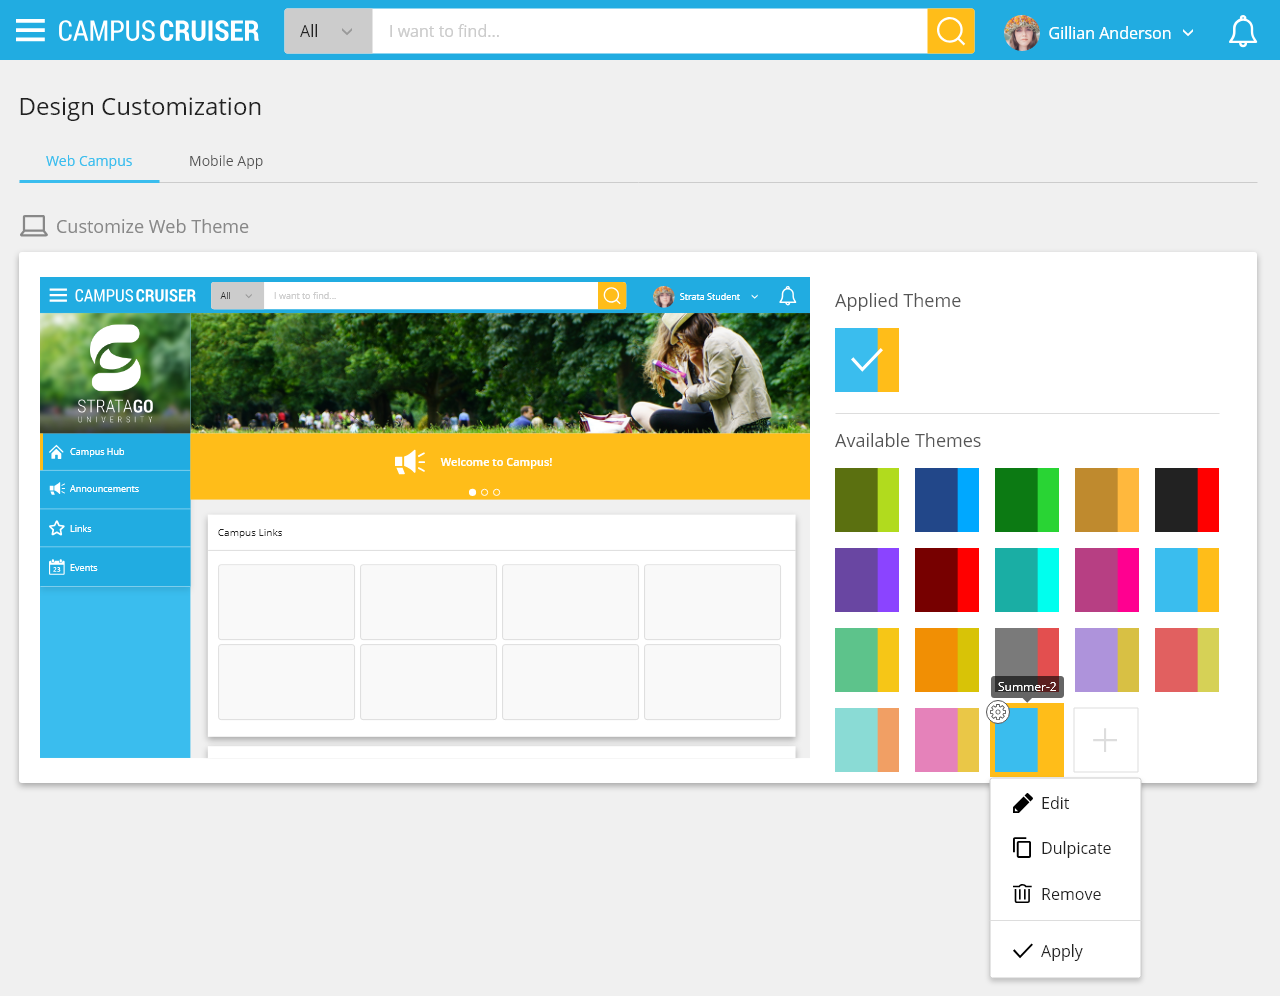 CAMPUS CRUISER
All
I want to find...
Gillian Anderson
Design Customization
Web Campus
Mobile App
Customize Web Theme
CAMPUS CRUISER
All
I want to find...
Strata Student
STRATAGO
UNIVERSITY
Campus Hub
Announcements
Links
23
Events
Welcome to Campus!
Campus Links
Applied Theme
Available Themes
Summer-2
Edit
Dulpicate
Remove
Apply